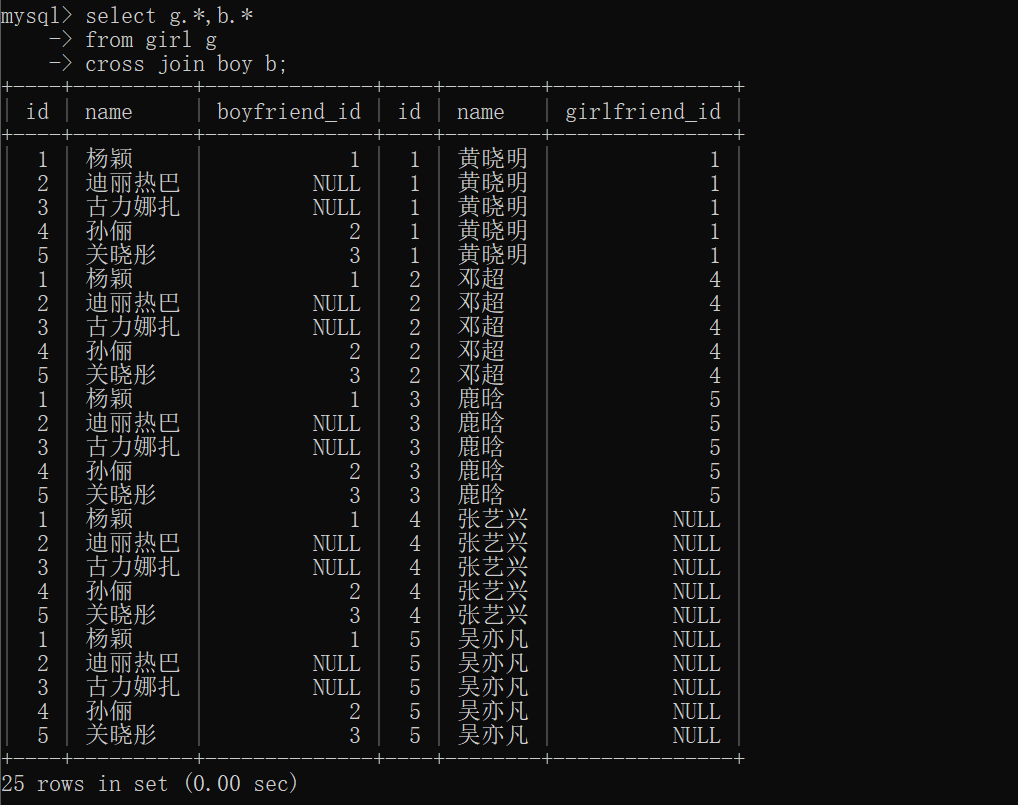 mysql> select g.*,b.*
    -> from girl g
    -> cross join boy b;
+----+----------+--------------+----+---------+---------------+
| id | name     | boyfriend_id | id | name    | girlfriend_id |
+----+----------+--------------+----+---------+---------------+
|  1 | 杨颖     |            1 |  1 | 黄晓明  |             1 |
|  2 | 迪丽热巴 |         NULL |  1 | 黄晓明  |             1 |
|  3 | 古力娜扎 |         NULL |  1 | 黄晓明  |             1 |
|  4 | 孙俪     |            2 |  1 | 黄晓明  |             1 |
|  5 | 关晓彤   |            3 |  1 | 黄晓明  |             1 |
|  1 | 杨颖     |            1 |  2 | 邓超    |             4 |
|  2 | 迪丽热巴 |         NULL |  2 | 邓超    |             4 |
|  3 | 古力娜扎 |         NULL |  2 | 邓超    |             4 |
|  4 | 孙俪     |            2 |  2 | 邓超    |             4 |
|  5 | 关晓彤   |            3 |  2 | 邓超    |             4 |
|  1 | 杨颖     |            1 |  3 | 鹿晗    |             5 |
|  2 | 迪丽热巴 |         NULL |  3 | 鹿晗    |             5 |
|  3 | 古力娜扎 |         NULL |  3 | 鹿晗    |             5 |
|  4 | 孙俪     |            2 |  3 | 鹿晗    |             5 |
|  5 | 关晓彤   |            3 |  3 | 鹿晗    |             5 |
|  1 | 杨颖     |            1 |  4 | 张艺兴  |          NULL |
|  2 | 迪丽热巴 |         NULL |  4 | 张艺兴  |          NULL |
|  3 | 古力娜扎 |         NULL |  4 | 张艺兴  |          NULL |
|  4 | 孙俪     |            2 |  4 | 张艺兴  |          NULL |
|  5 | 关晓彤   |            3 |  4 | 张艺兴  |          NULL |
|  1 | 杨颖     |            1 |  5 | 吴亦凡  |          NULL |
|  2 | 迪丽热巴 |         NULL |  5 | 吴亦凡  |          NULL |
|  3 | 古力娜扎 |         NULL |  5 | 吴亦凡  |          NULL |
|  4 | 孙俪     |            2 |  5 | 吴亦凡  |          NULL |
|  5 | 关晓彤   |            3 |  5 | 吴亦凡  |          NULL |
+----+----------+--------------+----+---------+---------------+
25 rows in set (0.00 sec)